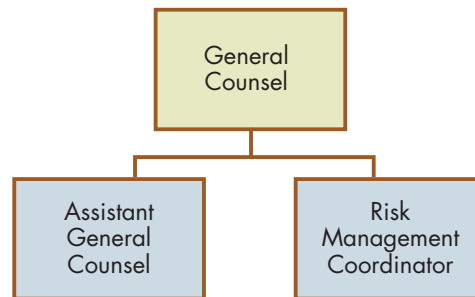 General
Counsel
Assistant
General
Counsel
Risk
Management
Coordinator